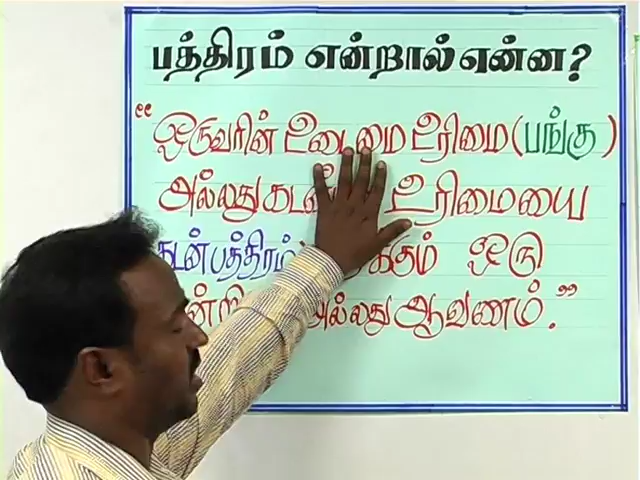 பத்திரம் என்றால் என்ன?
“ ஒருவரின் உடைமை உரிமை (பங்கு)
அல்லது உரிமையை
கடன்பத்திரம் ஒரு
அல்லது ஆவணம்.”